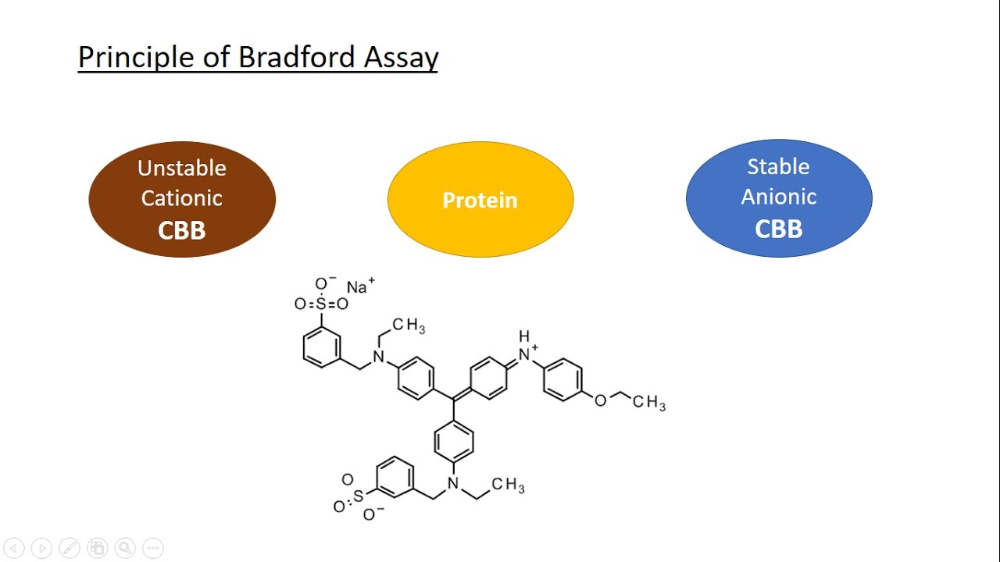 Principle of Bradford Assay
Unstable
Cationic
CBB
Protein
Stable
Anionic
CBB
O⁻ Na⁺
O S O
CH₃
N
H
N⁺
O
CH₃
N
CH₃
O
S
O
O⁻